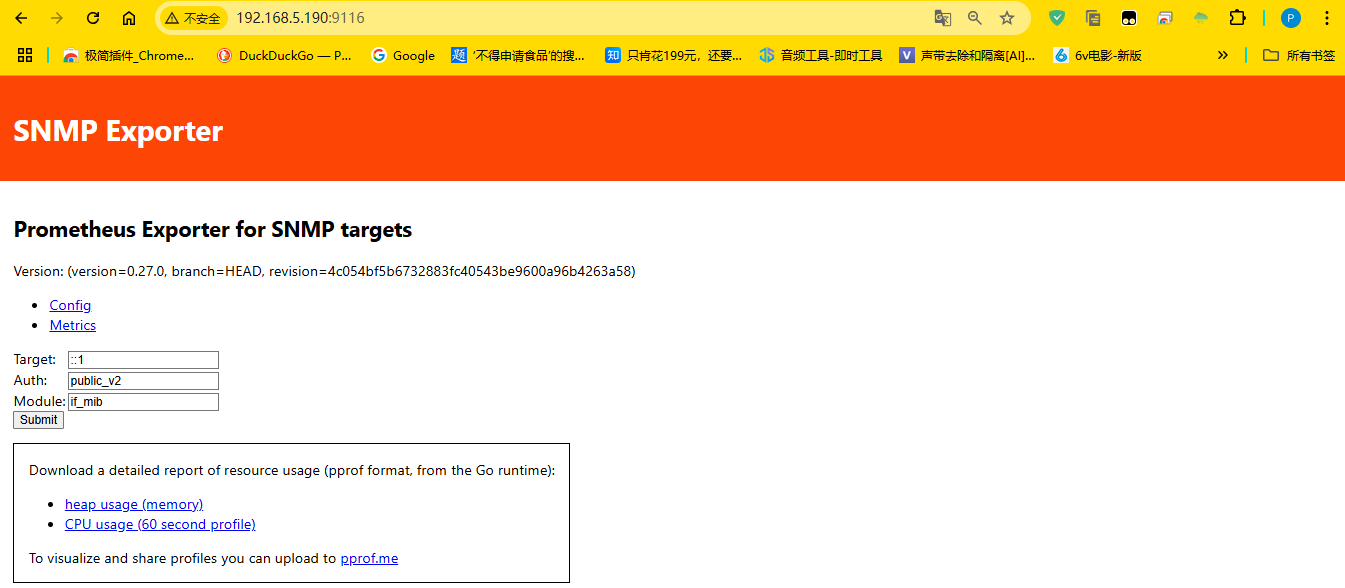 不安全 192.168.5.190:9116
P
极简插件_Chrome... DuckDuckGo — P... Google '不得申请食品'的搜... 只肯花199元，还要... 音频工具-即时工具 声带去除和隔离[AI]... 6v电影-新版 » 所有书签
SNMP Exporter
Prometheus Exporter for SNMP targets
Version: (version=0.27.0, branch=HEAD, revision=4c054bf5b6732883fc40543be9600a96b4263a58)
Config
Metrics
Target: ::1
Auth: public_v2
Module: if_mib
Submit
Download a detailed report of resource usage (pprof format, from the Go runtime):
heap usage (memory)
CPU usage (60 second profile)
To visualize and share profiles you can upload to pprof.me